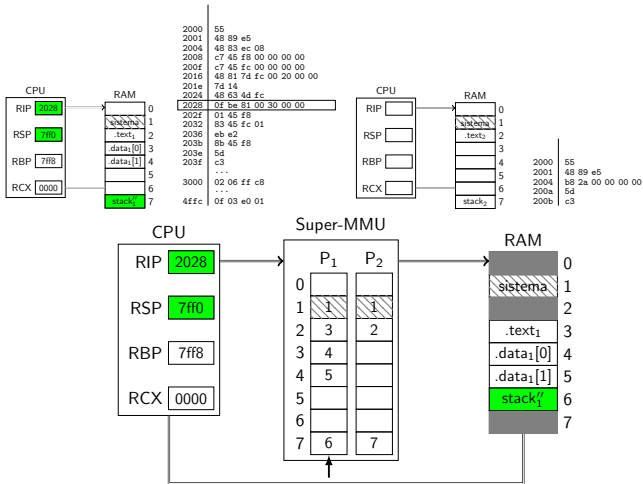 2000 55
2001 48 89 e5
2004 48 83 ec 08
2008 c7 45 f8 00 00 00 00
200f c7 45 fc 00 00 00 00
2016 48 81 7d fc 00 20 00 00
201e 7d 14
2024 48 63 4d fc
2028 0f be 81 00 30 00 00
202f 01 45 f8
2032 83 45 fc 01
2036 eb e2
203b 8b 45 f8
203e 5d
203f c3
...
3000 02 06 ff c8
...
4ffc 0f 03 e0 01
CPU
RIP 2028
RSP 7ff0
RBP 7ff8
RCX 0000
RAM
0
sistema 1
.text1 2
.data1[0] 3
.data1[1] 4
5
6
stack1″ 7
CPU
RIP
RSP
RBP
RCX
RAM
0
sistema 1
.text2 2
3
4
5
6
stack2 7
2000 55
2001 48 89 e5
2004 b8 2a 00 00 00 00
200a 5d
200b c3
CPU
RIP 2028
RSP 7ff0
RBP 7ff8
RCX 0000
Super-MMU
P1 P2
0
1 1 1
2 3 2
3 4
4 5
5
6
7 6 7
RAM
0
sistema 1
2
.text1 3
.data1[0] 4
.data1[1] 5
stack1″ 6
7